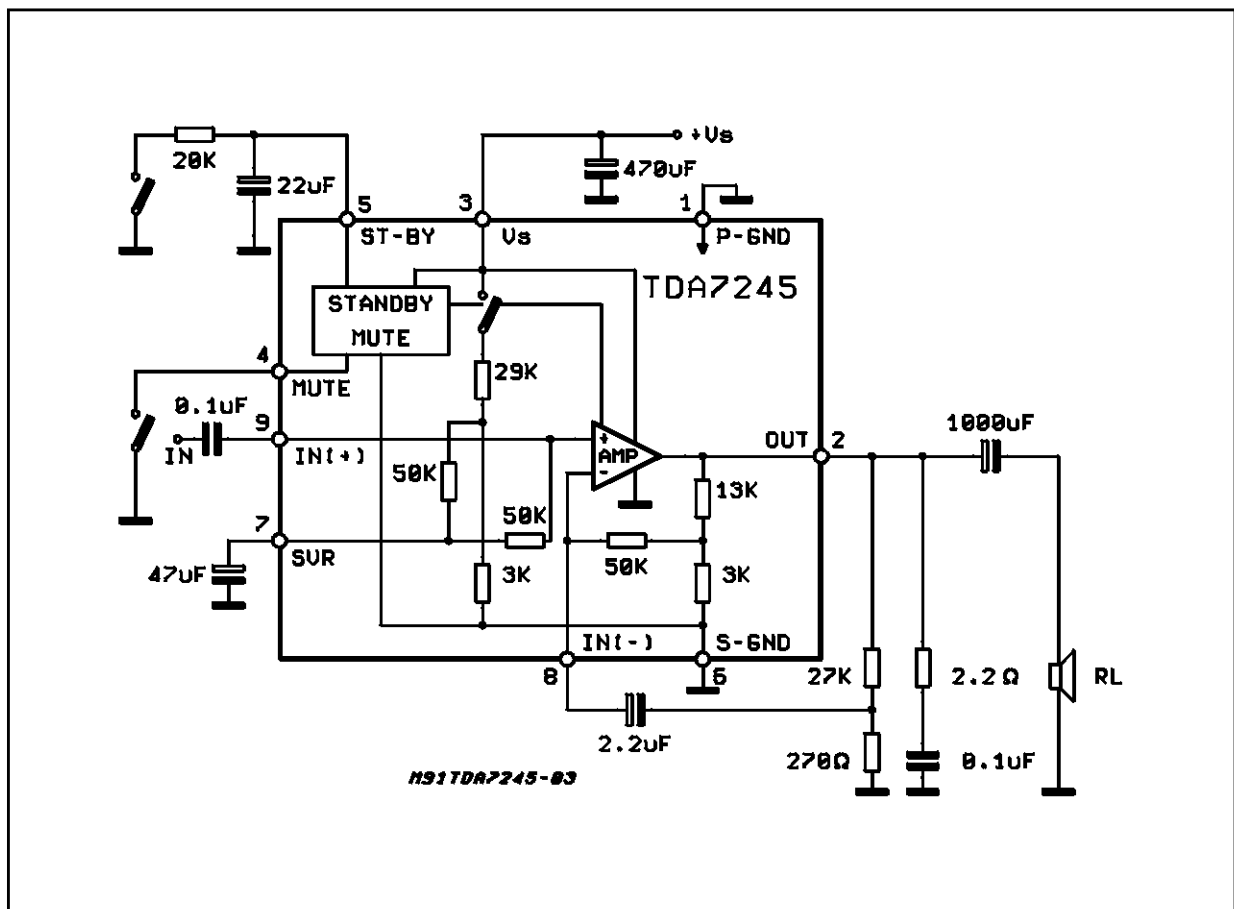 +Vs
20K
470uF
22uF
5
3
1
ST-BY
Vs
P-GND
TDA7245
STANDBY
MUTE
4
29K
MUTE
0.1uF
9
1000uF
OUT
2
+
AMP
-
IN
IN(+)
50K
13K
50K
7
SVR
50K
47uF
3K
3K
IN(-)
S-GND
8
6
27K
2.2Ω
RL
2.2uF
270Ω
0.1uF
M91TDA7245-03